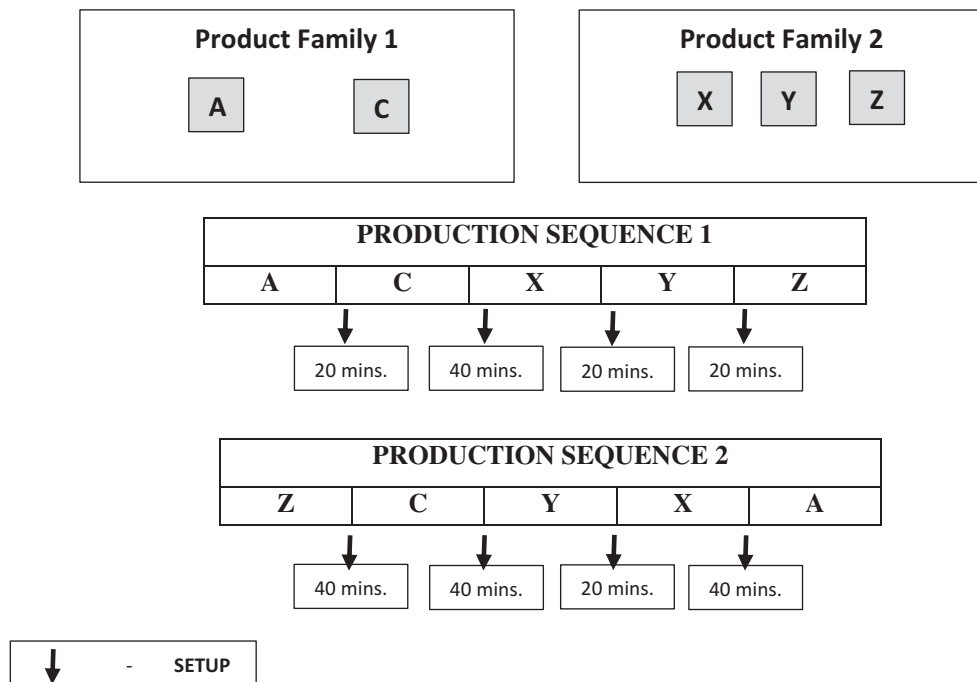 Product Family 1
A C
Product Family 2
X Y Z
PRODUCTION SEQUENCE 1
A C X Y Z
20 mins. 40 mins. 20 mins. 20 mins.
PRODUCTION SEQUENCE 2
Z C Y X A
40 mins. 40 mins. 20 mins. 40 mins.
- SETUP